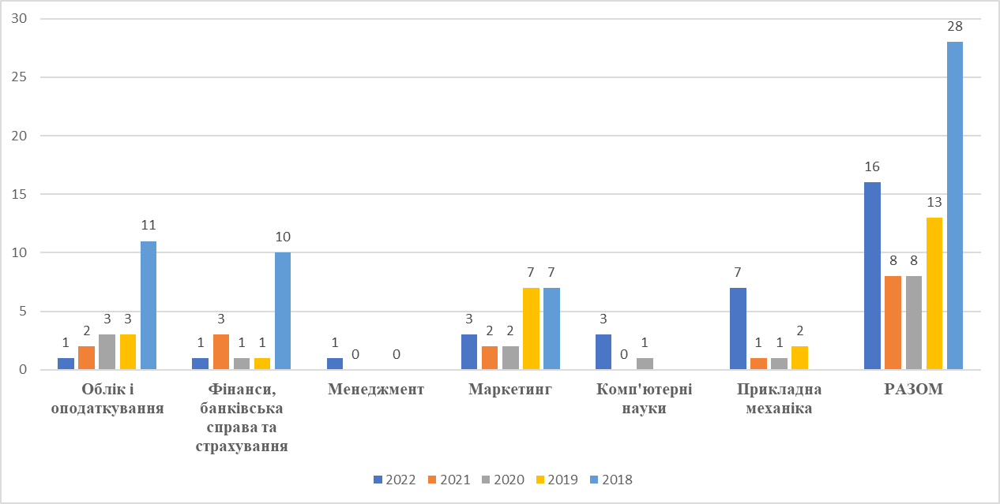 30
25
20
15
10
5
0
1 2 3 3 11
1 3 1 1 10
1 0 0
3 2 2 7 7
3 0 1
7 1 1 2
16 8 8 13 28
Облік і
оподаткування
Фінанси,
банківська
справа та
страхування
Менеджмент
Маркетинг
Комп'ютерні
науки
Прикладна
механіка
РАЗОМ
2022 2021 2020 2019 2018